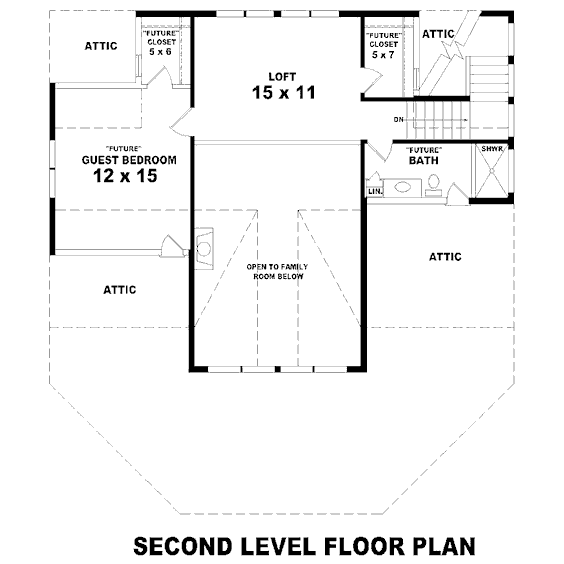 "FUTURE"
CLOSET
5 x 6
ATTIC
"FUTURE"
CLOSET
5 x 7
ATTIC
LOFT
15 x 11
DN
"FUTURE"
GUEST BEDROOM
12 x 15
"FUTURE"
BATH
SHWR
LIN.
OPEN TO FAMILY
ROOM BELOW
ATTIC
ATTIC
SECOND LEVEL FLOOR PLAN